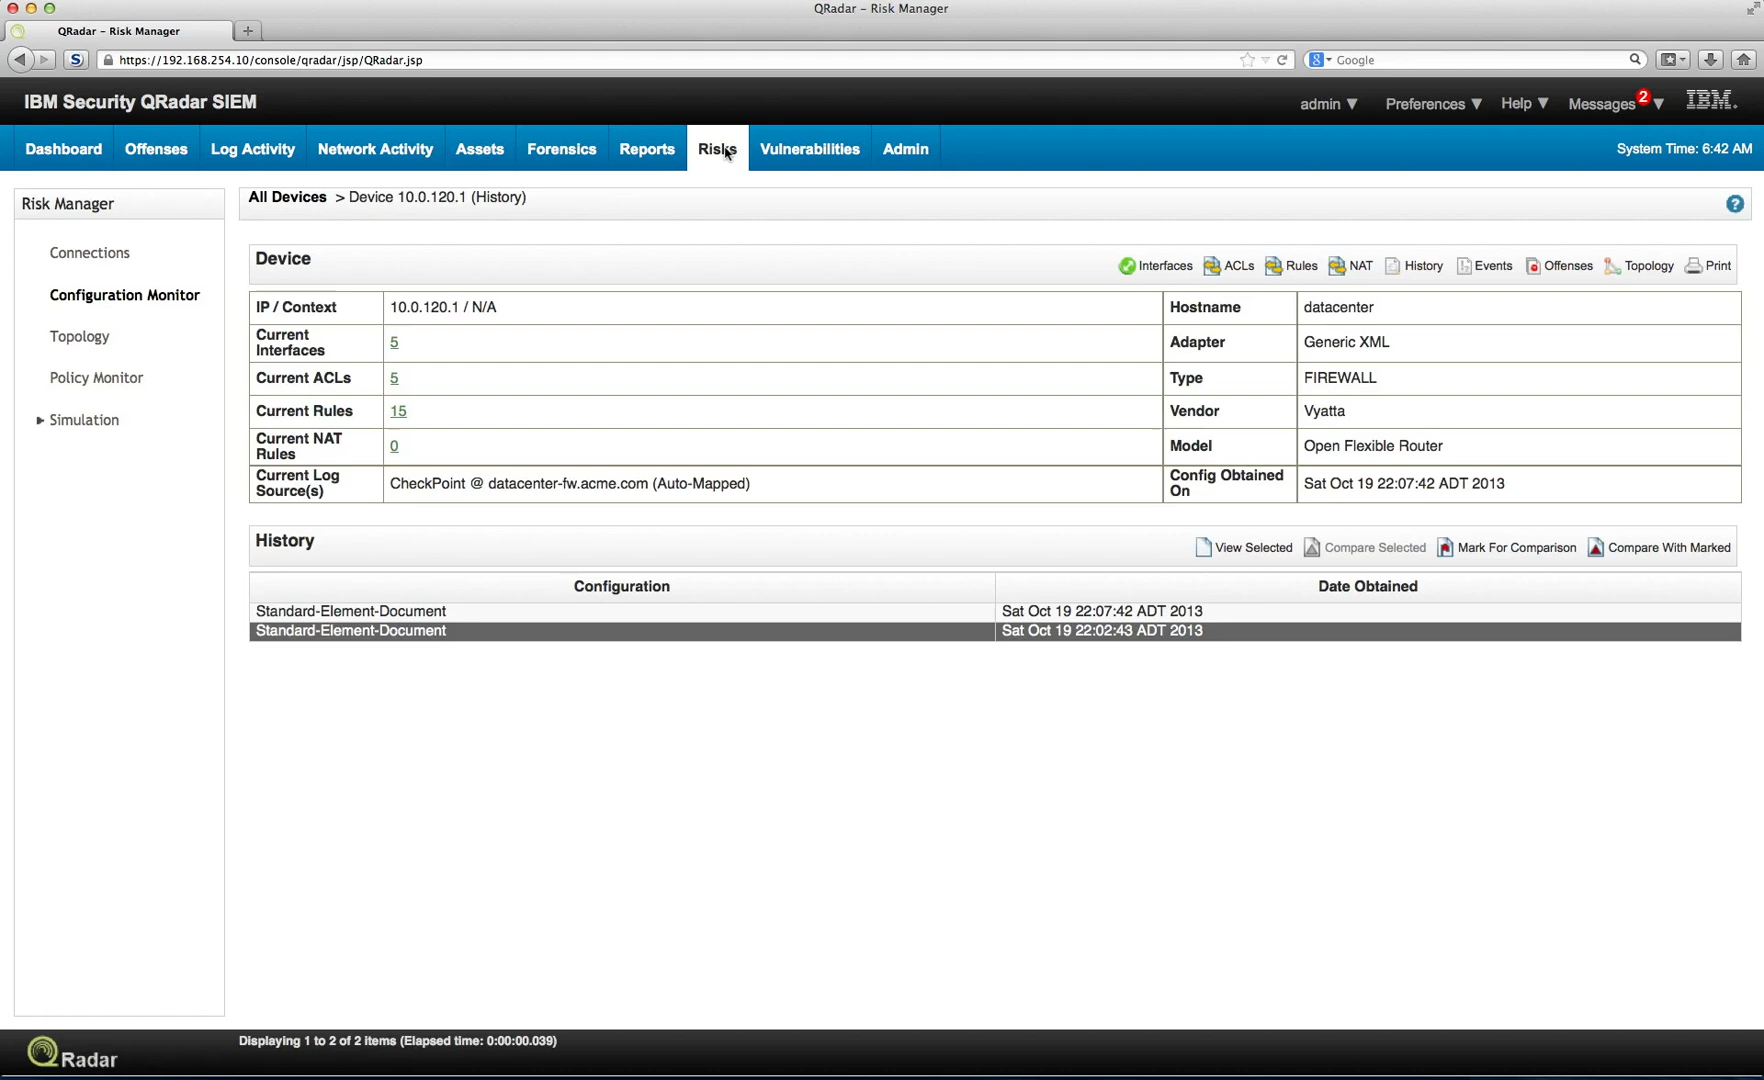 QRadar – Risk Manager
QRadar – Risk Manager
https://192.168.254.10/console/qradar/jsp/QRadar.jsp
Google
IBM Security QRadar SIEM
admin ▼ Preferences ▼ Help ▼ Messages 2 ▼ IBM.
Dashboard Offenses Log Activity Network Activity Assets Forensics Reports Risks Vulnerabilities Admin System Time: 6:42 AM
Risk Manager
Connections
Configuration Monitor
Topology
Policy Monitor
Simulation
All Devices > Device 10.0.120.1 (History)
Device
Interfaces ACLs Rules NAT History Events Offenses Topology Print
IP / Context 10.0.120.1 / N/A Hostname datacenter
Current Interfaces 5 Adapter Generic XML
Current ACLs 5 Type FIREWALL
Current Rules 15 Vendor Vyatta
Current NAT Rules 0 Model Open Flexible Router
Current Log Source(s) CheckPoint @ datacenter-fw.acme.com (Auto-Mapped) Config Obtained On Sat Oct 19 22:07:42 ADT 2013
History
View Selected Compare Selected Mark For Comparison Compare With Marked
Configuration Date Obtained
Standard-Element-Document Sat Oct 19 22:07:42 ADT 2013
Standard-Element-Document Sat Oct 19 22:02:43 ADT 2013
QRadar
Displaying 1 to 2 of 2 items (Elapsed time: 0:00:00.039)